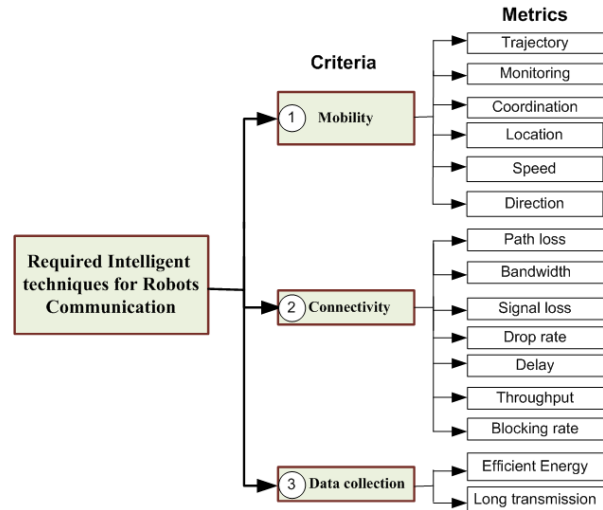 Metrics
Criteria
Trajectory
Monitoring
Coordination
Location
Speed
Direction
1 Mobility
Required Intelligent
techniques for Robots
Communication
Path loss
Bandwidth
Signal loss
Drop rate
Delay
Throughput
Blocking rate
2 Connectivity
Efficient Energy
Long transmission
3 Data collection